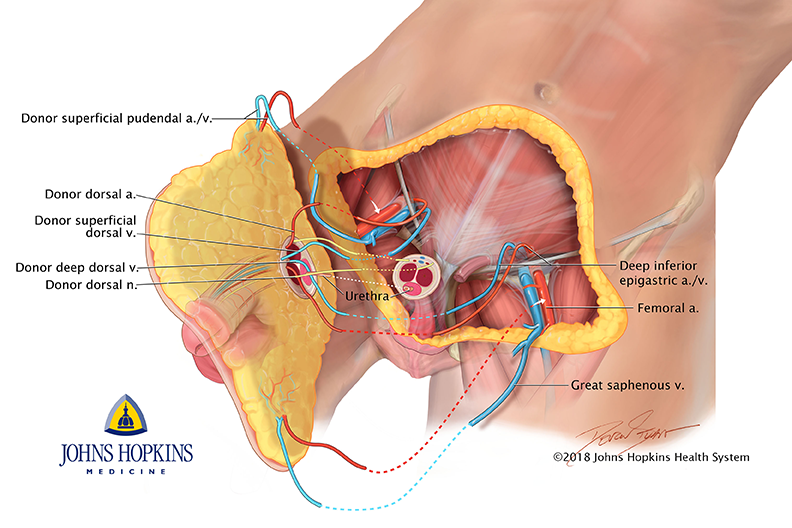 Donor superficial pudendal a./v.
Donor dorsal a.
Donor superficial
dorsal v.
Donor deep dorsal v.
Donor dorsal n.
Urethra
Deep inferior
epigastric a./v.
Femoral a.
Great saphenous v.
JOHNS HOPKINS
MEDICINE
©2018 Johns Hopkins Health System